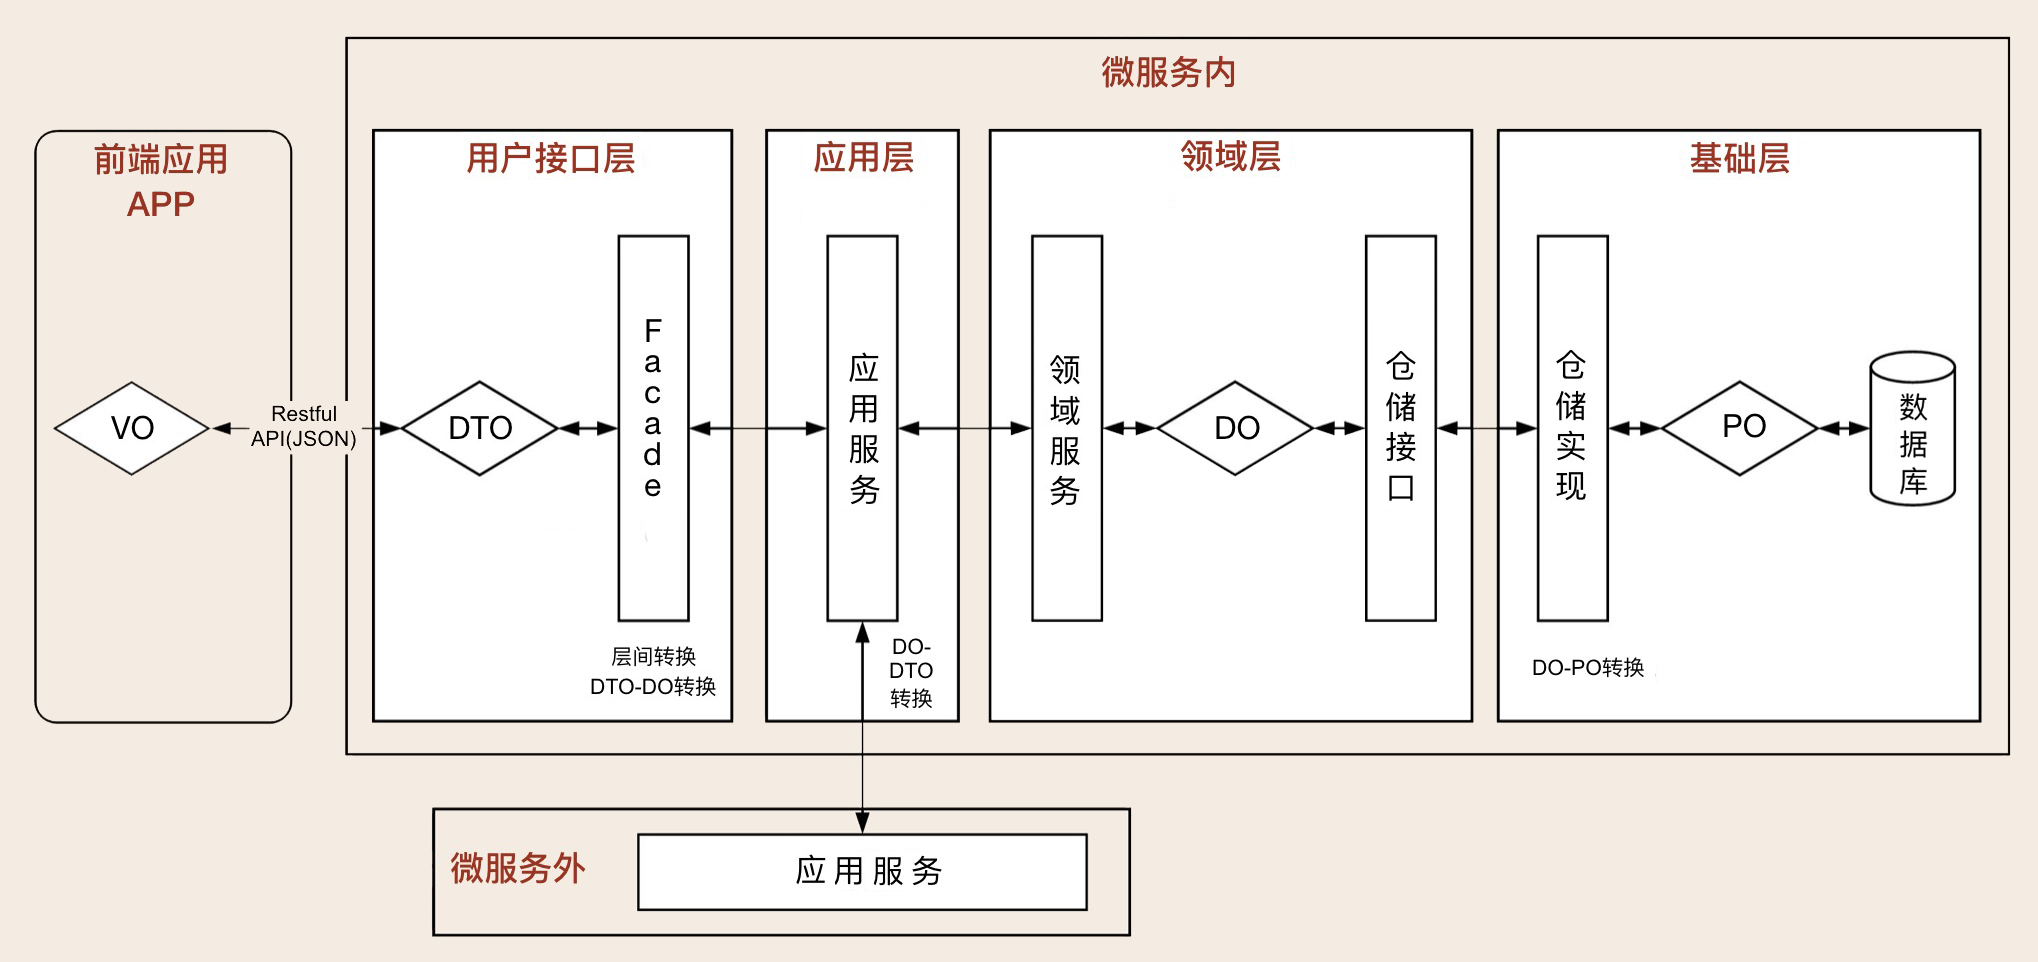 微服务内
前端应用
APP
VO
Restful
API(JSON)
用户接口层
DTO
Facade
层间转换
DTO-DO转换
应用层
应用服务
DO-
DTO
转换
领域层
领域服务
DO
仓储接口
基础层
仓储实现
PO
数据库
DO-PO转换
微服务外
应用服务